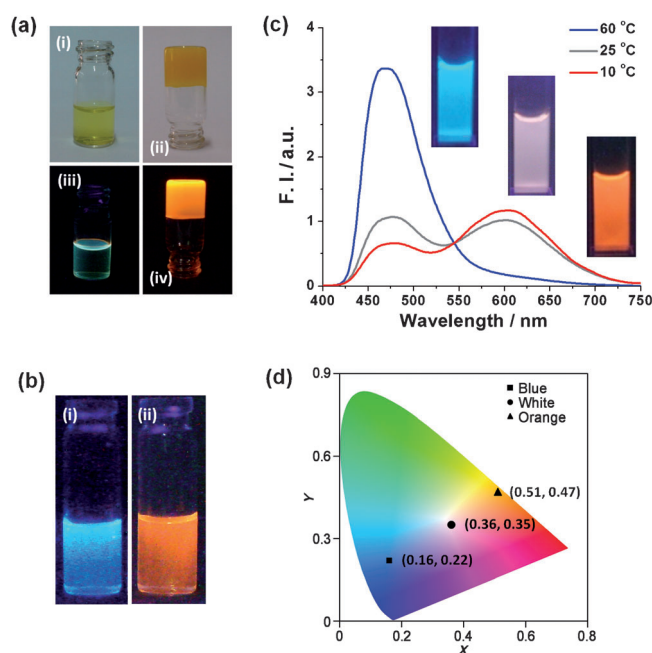 (a)
(i)
(ii)
(iii)
(iv)
(b)
(i)
(ii)
(c)
60 °C
25 °C
10 °C
F. I./ a.u.
4
3
2
1
0
400 450 500 550 600 650 700 750
Wavelength / nm
(d)
Blue
White
Orange
(0.51, 0.47)
(0.36, 0.35)
(0.16, 0.22)
Y
0.9
0.6
0.3
0
0 0.2 0.4 0.6 0.8
X